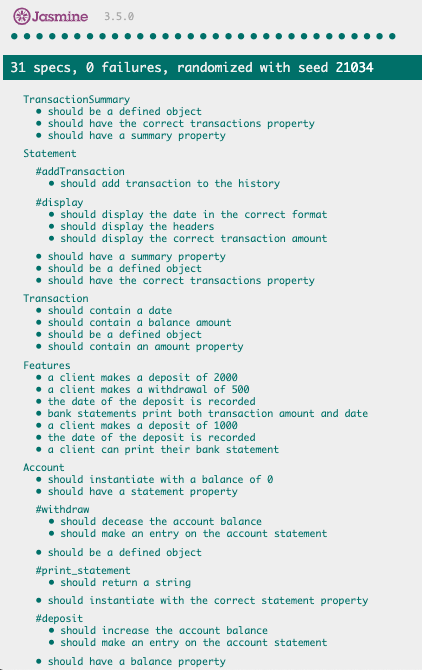 Jasmine 3.5.0
31 specs, 0 failures, randomized with seed 21034
TransactionSummary
• should be a defined object
• should have the correct transactions property
• should have a summary property
Statement
#addTransaction
• should add transaction to the history
#display
• should display the date in the correct format
• should display the headers
• should display the correct transaction amount
• should have a summary property
• should be a defined object
• should have the correct transactions property
Transaction
• should contain a date
• should contain a balance amount
• should be a defined object
• should contain an amount property
Features
• a client makes a deposit of 2000
• a client makes a withdrawal of 500
• the date of the deposit is recorded
• bank statements print both transaction amount and date
• a client makes a deposit of 1000
• the date of the deposit is recorded
• a client can print their bank statement
Account
• should instantiate with a balance of 0
• should have a statement property
#withdraw
• should decease the account balance
• should make an entry on the account statement
• should be a defined object
#print_statement
• should return a string
• should instantiate with the correct statement property
#deposit
• should increase the account balance
• should make an entry on the account statement
• should have a balance property